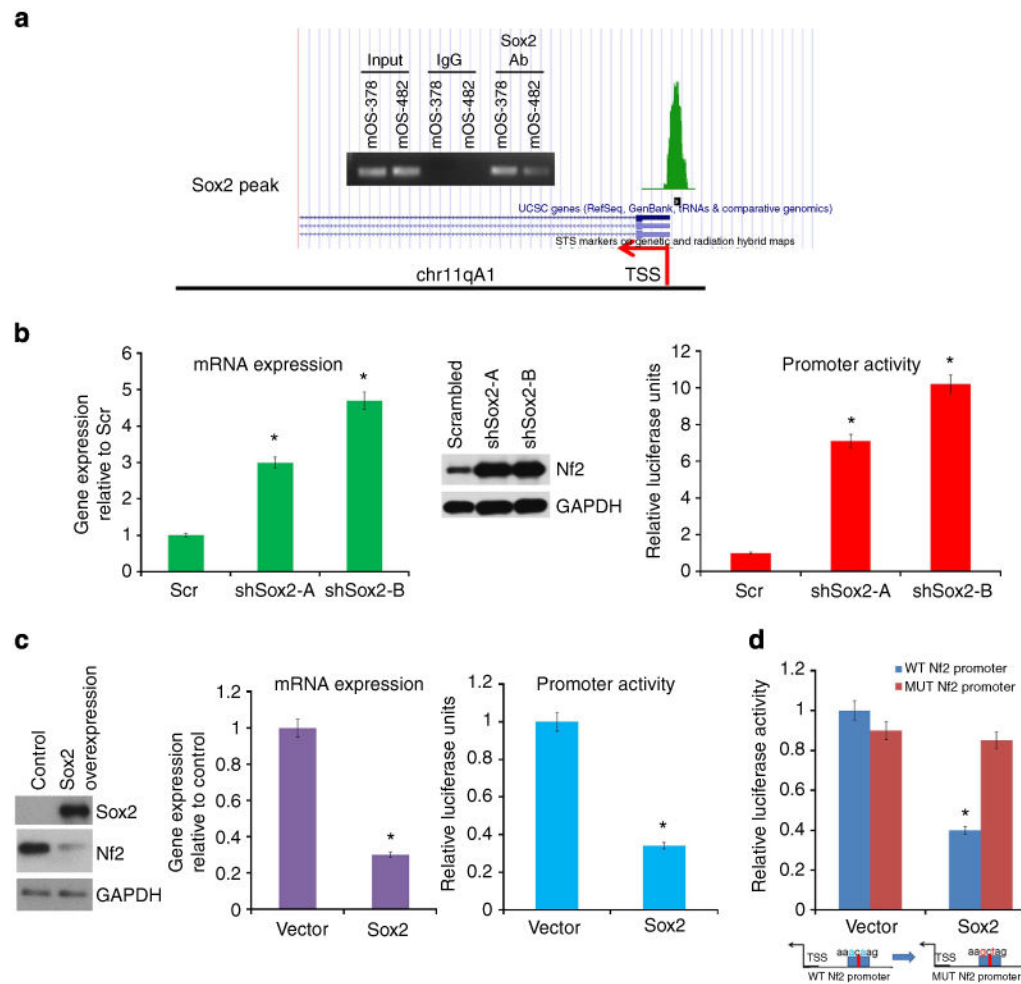 a
Sox2
Input IgG Ab
mOS-378 mOS-482 mOS-378 mOS-482 mOS-378 mOS-482
Sox2 peak
UCSC genes (RefSeq, GenBank, tRNAs & comparative genomics)
STS markers on genetic and radiation hybrid maps
chr11qA1 TSS
b
mRNA expression
Gene expression
relative to Scr
6
5
4
3
2
1
0
*
*
Scr shSox2-A shSox2-B
Scrambled
shSox2-A
shSox2-B
Nf2
GAPDH
Promoter activity
Relative luciferase units
12
10
8
6
4
2
0
*
*
Scr shSox2-A shSox2-B
c
Control
Sox2
overexpression
Sox2
Nf2
GAPDH
mRNA expression
Gene expression
relative to control
1.2
1
0.8
0.6
0.4
0.2
0
*
Vector Sox2
Promoter activity
Relative luciferase units
1.2
1
0.8
0.6
0.4
0.2
0
*
Vector Sox2
d
WT Nf2 promoter
MUT Nf2 promoter
Relative luciferase activity
1.2
1
0.8
0.6
0.4
0.2
0
*
Vector Sox2
TSS aaacaag
WT Nf2 promoter
TSS aagctag
MUT Nf2 promoter